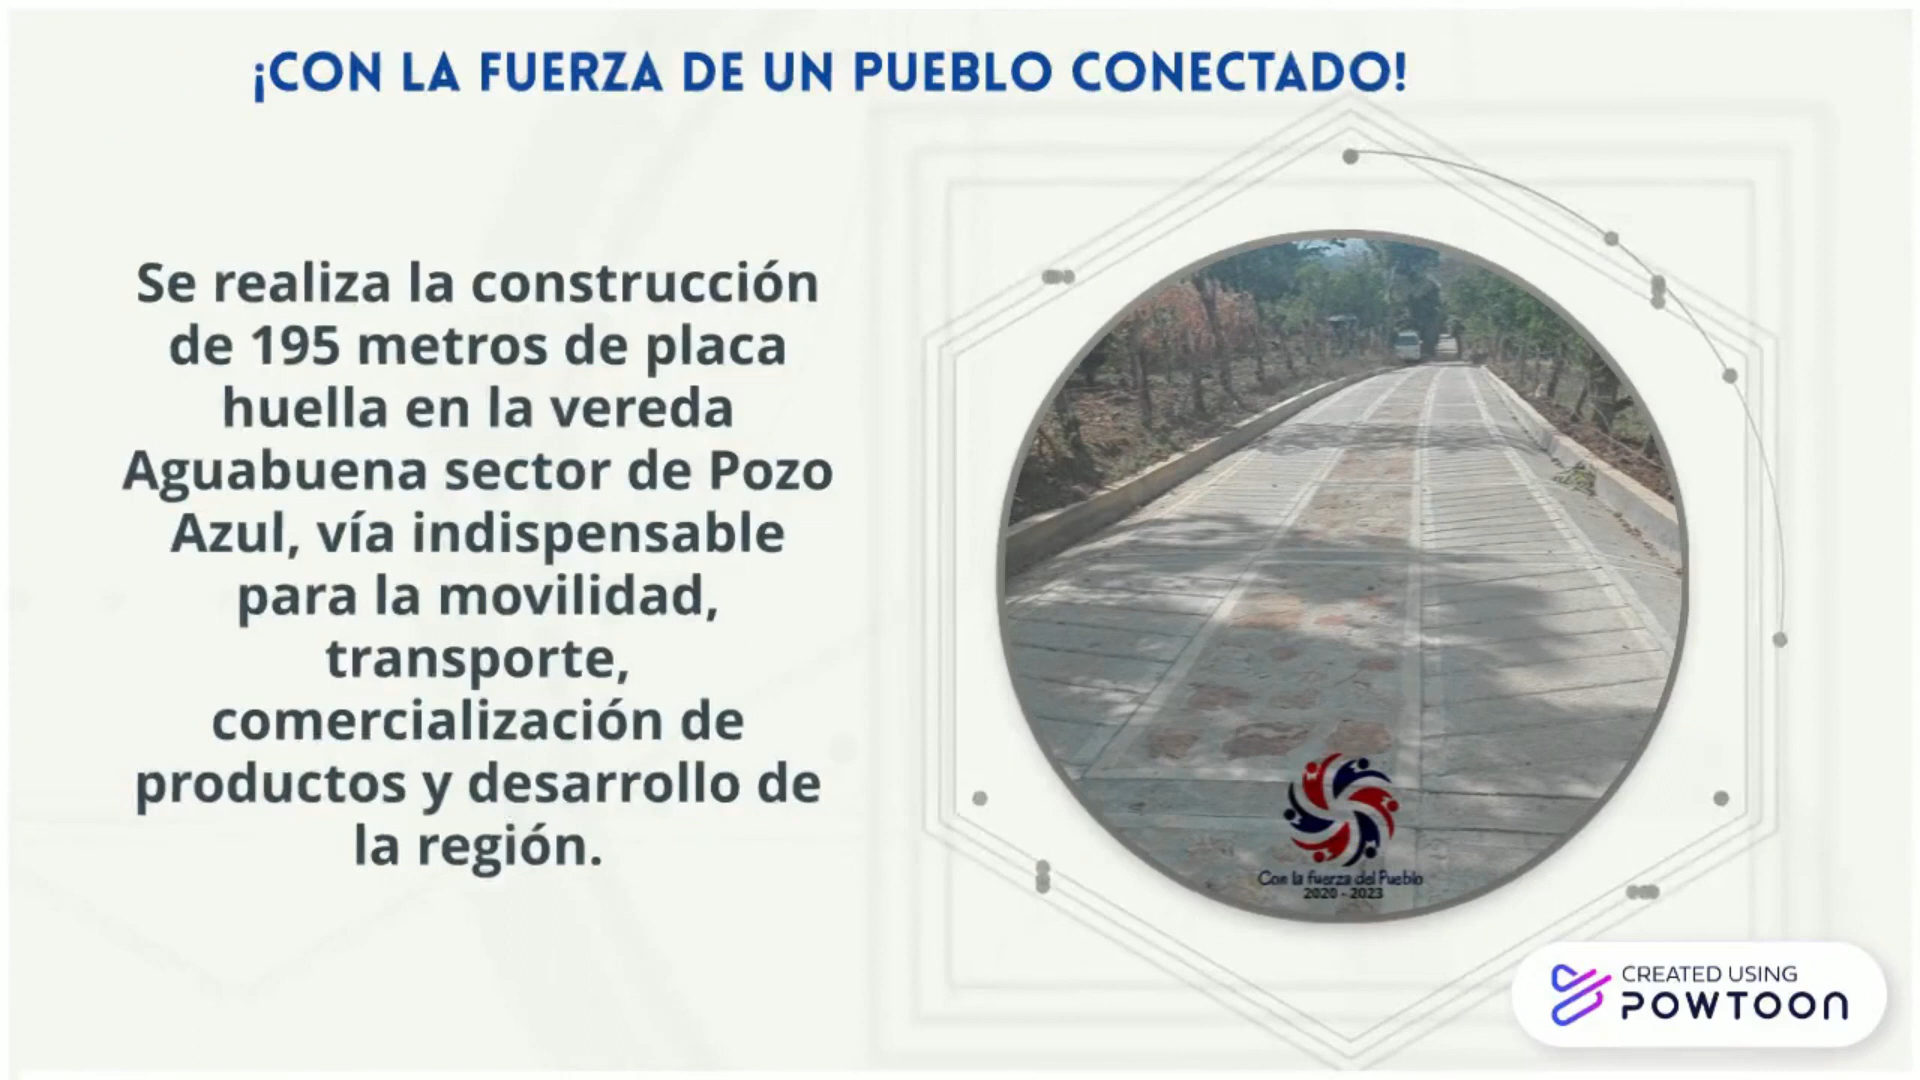 ¡CON LA FUERZA DE UN PUEBLO CONECTADO!
Se realiza la construcción
de 195 metros de placa
huella en la vereda
Aguabuena sector de Pozo
Azul, vía indispensable
para la movilidad,
transporte,
comercialización de
productos y desarrollo de
la región.
Con la fuerza del Pueblo
2020 - 2023
CREATED USING
POWTOON